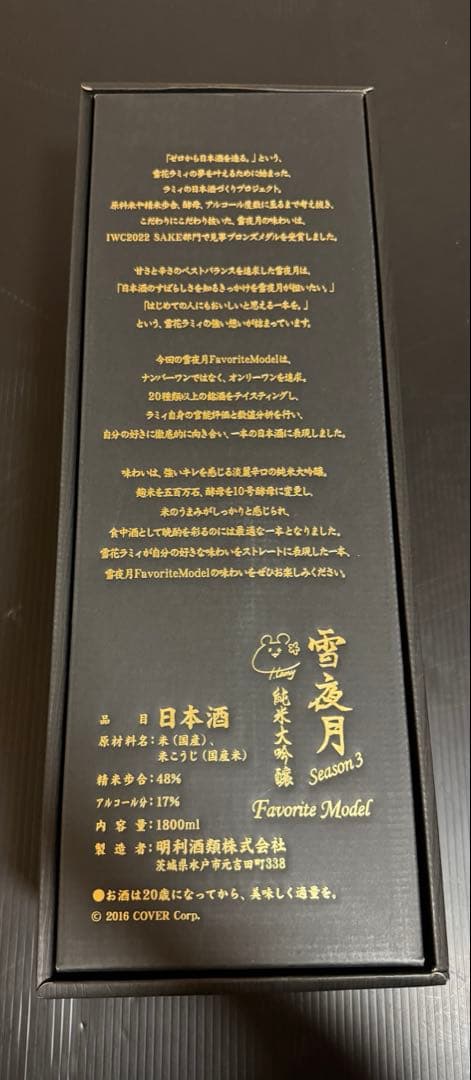 「ゼロから日本酒を造る。」という、
雪花ラミィの夢を叶えるために始まった、
ラミィの日本酒づくりプロジェクト。
原料米や精米歩合、酵母、アルコール度数に至るまで考え抜き、
こだわりにこだわり抜いた、雪夜月の味わいは、
IWC2022 SAKE部門で見事ブロンズメダルを受賞しました。
甘さと辛さのベストバランスを追求した雪夜月は、
「日本酒のすばらしさを知るきっかけを雪夜月が担いたい。」
「はじめての人にもおいしいと思える一本を。」
という、雪花ラミィの強い想いが詰まっています。
今回の雪夜月FavoriteModelは、
ナンバーワンではなく、オンリーワンを追求。
20種類以上の銘酒をテイスティングし、
ラミィ自身の官能評価と数値分析を行い、
自分の好きに徹底的に向き合い、一本の日本酒に表現しました。
味わいは、強いキレを感じる淡麗辛口の純米大吟醸。
麹米を五百万石、酵母を10号酵母に変更し、
米のうまみがしっかりと感じられ、
食中酒として晩酌を彩るのには最適な一本となりました。
雪花ラミィが自分の好きな味わいをストレートに表現した一本、
雪夜月FavoriteModelの味わいをぜひお楽しみください。
雪夜月
純米大吟醸
Season3
Favorite Model
品目 日本酒
原材料名:米(国産)、
米こうじ(国産米)
精米歩合:48%
アルコール分:17%
内容量:1800ml
製造者:明利酒類株式会社
茨城県水戸市元吉田町338
●お酒は20歳になってから、美味しく適量を。
© 2016 COVER Corp.